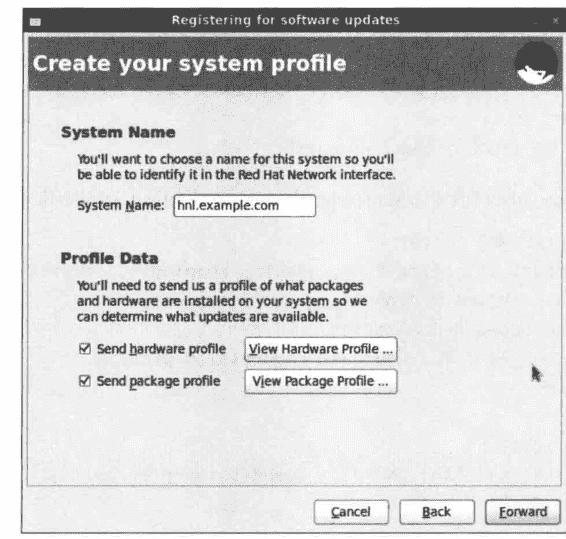 Registering for software updates
Create your system profile
System Name
You'll want to choose a name for this system so you'll
be able to identify it in the Red Hat Network interface.
System Name: hnl.example.com
Profile Data
You'll need to send us a profile of what packages
and hardware are installed on your system so we
can determine what updates are available.
Send hardware profile View Hardware Profile ...
Send package profile View Package Profile ...
Cancel Back Forward